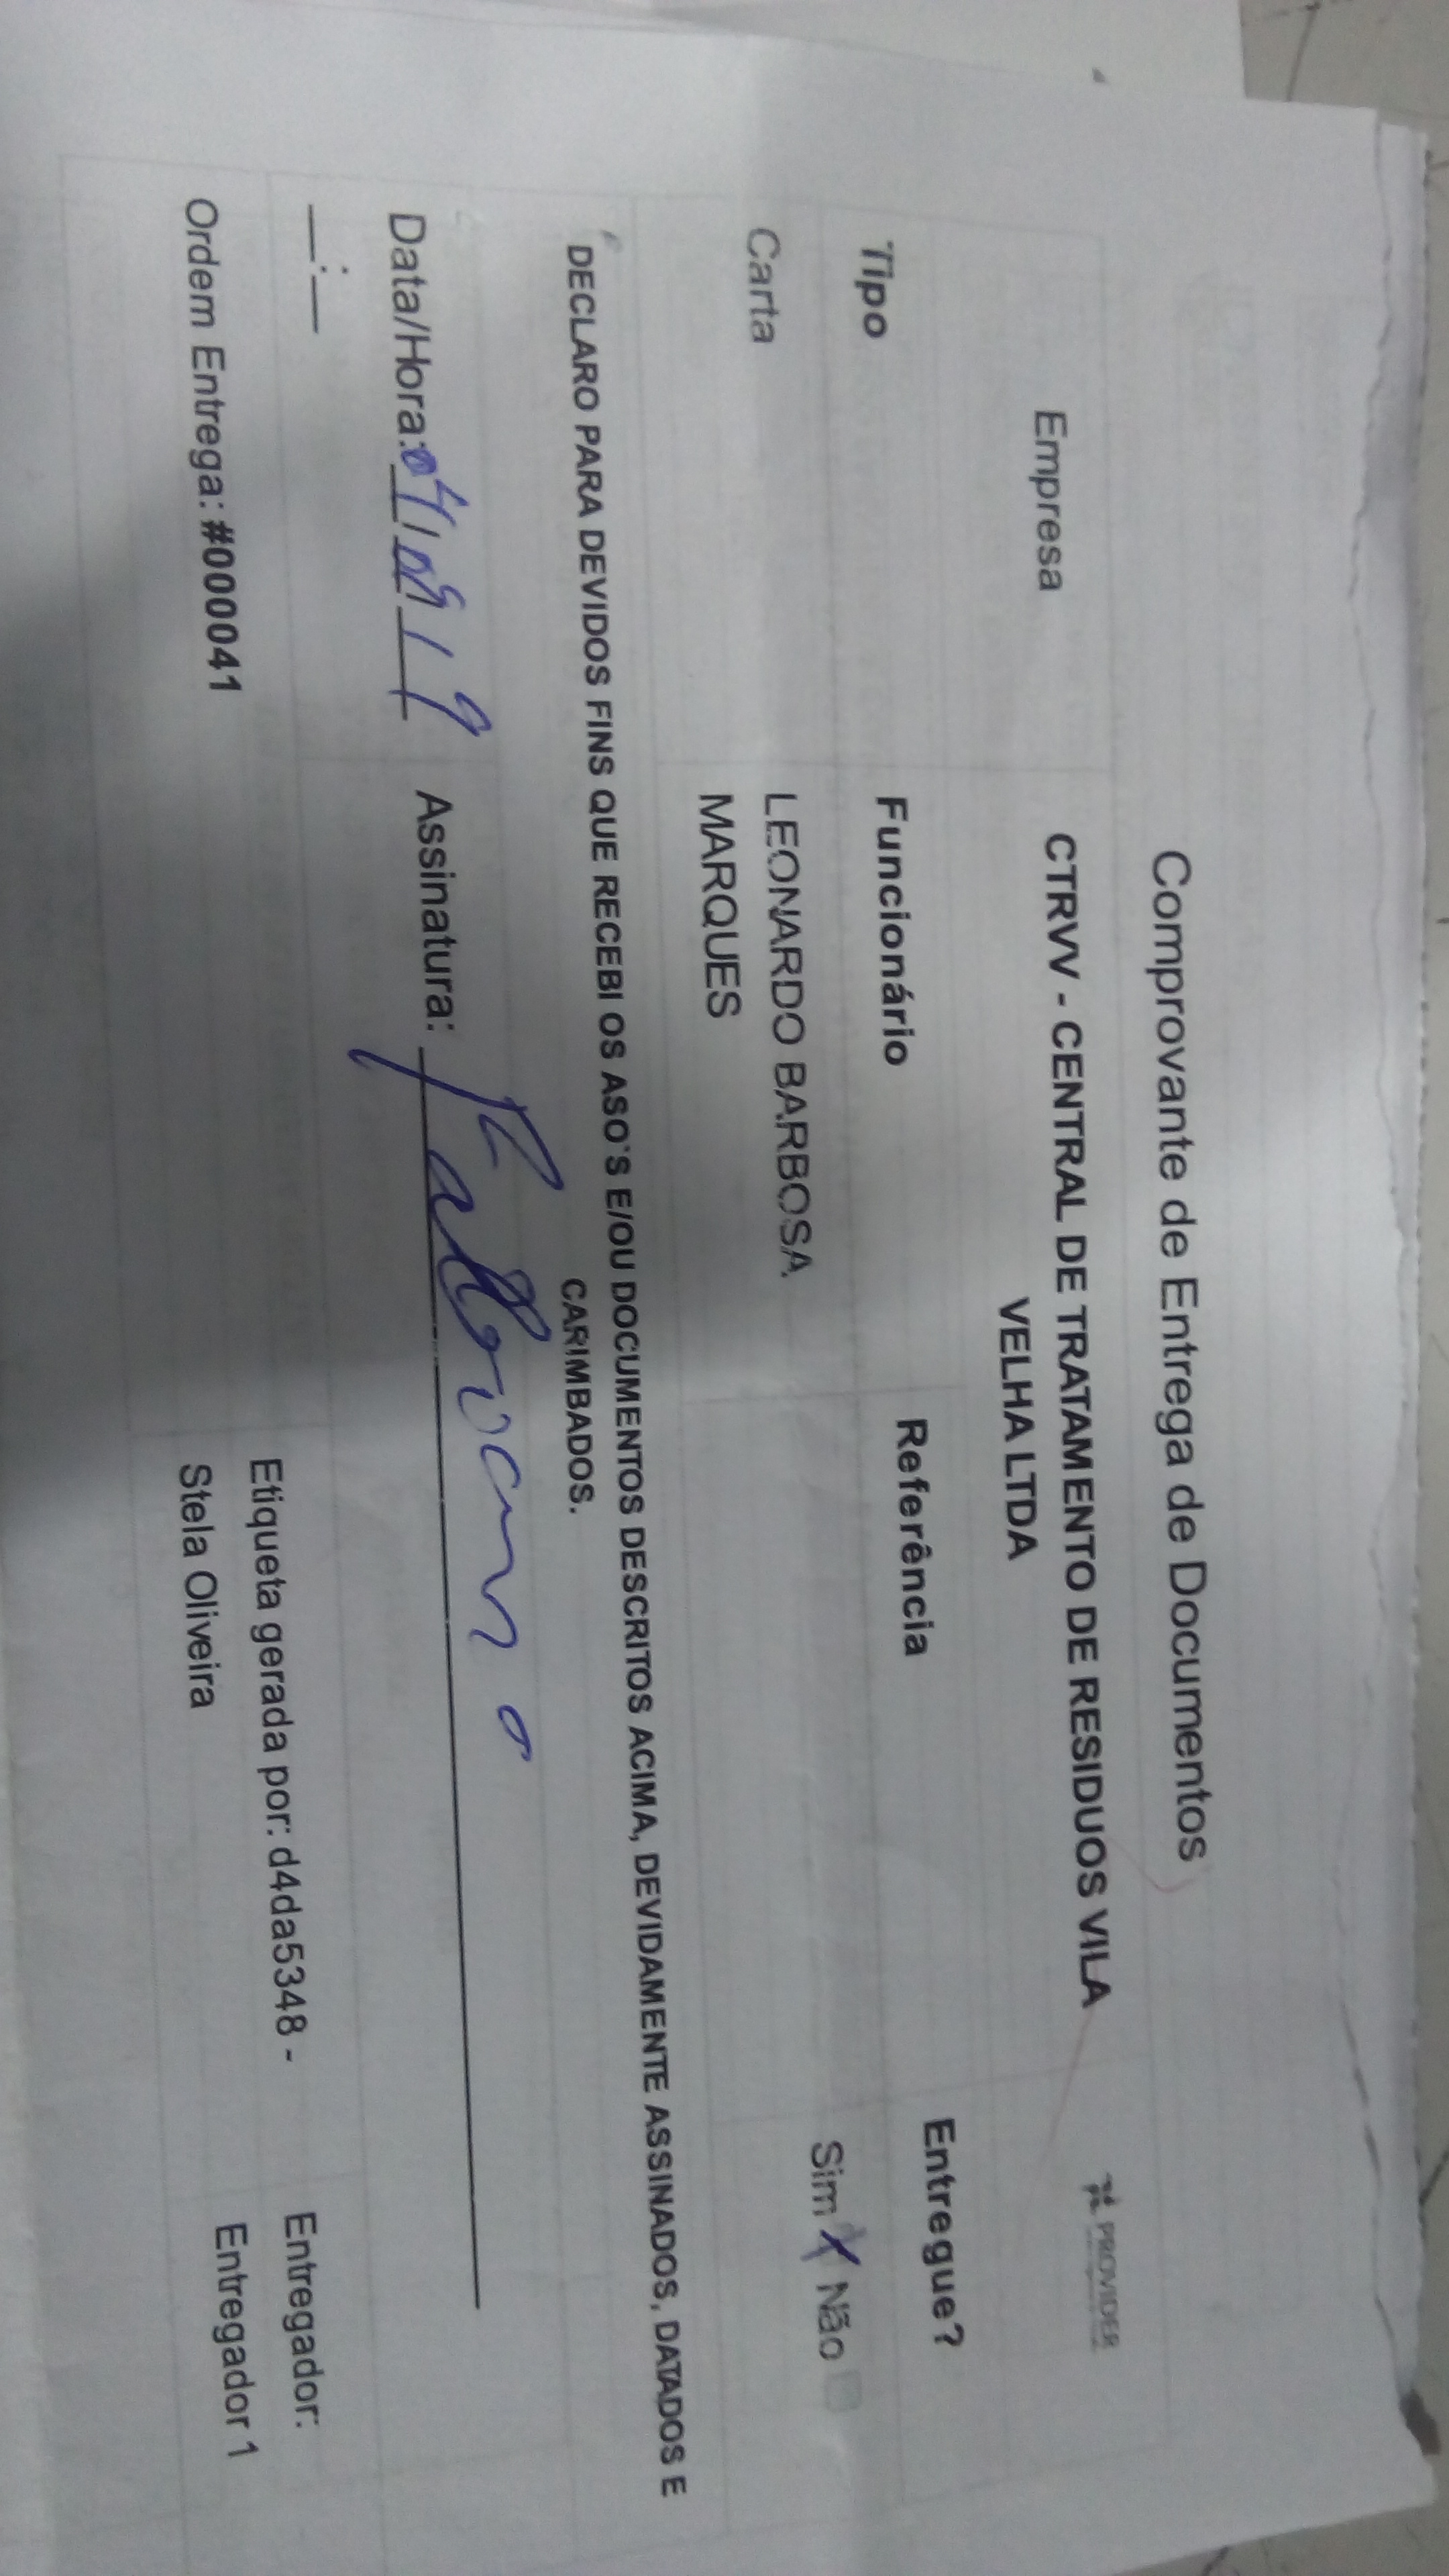 Comprovante de Entrega de Documentos
Empresa
CTRVV - CENTRAL DE TRATAMENTO DE RESIDUOS VILA
VELHA LTDA
PROVIDER
Tipo Funcionário Referência Entregue?
Carta LEONARDO BARBOSA
MARQUES
Sim X Não
DECLARO PARA DEVIDOS FINS QUE RECEBI OS ASO`S E/OU DOCUMENTOS DESCRITOS ACIMA, DEVIDAMENTE ASSINADOS, DATADOS E
CARIMBADOS.
Data/Hora: 04/09/ 9 Assinatura:
__:__
Ordem Entrega: #000041
Etiqueta gerada por: d4da5348 -
Stela Oliveira
Entregador:
Entregador 1